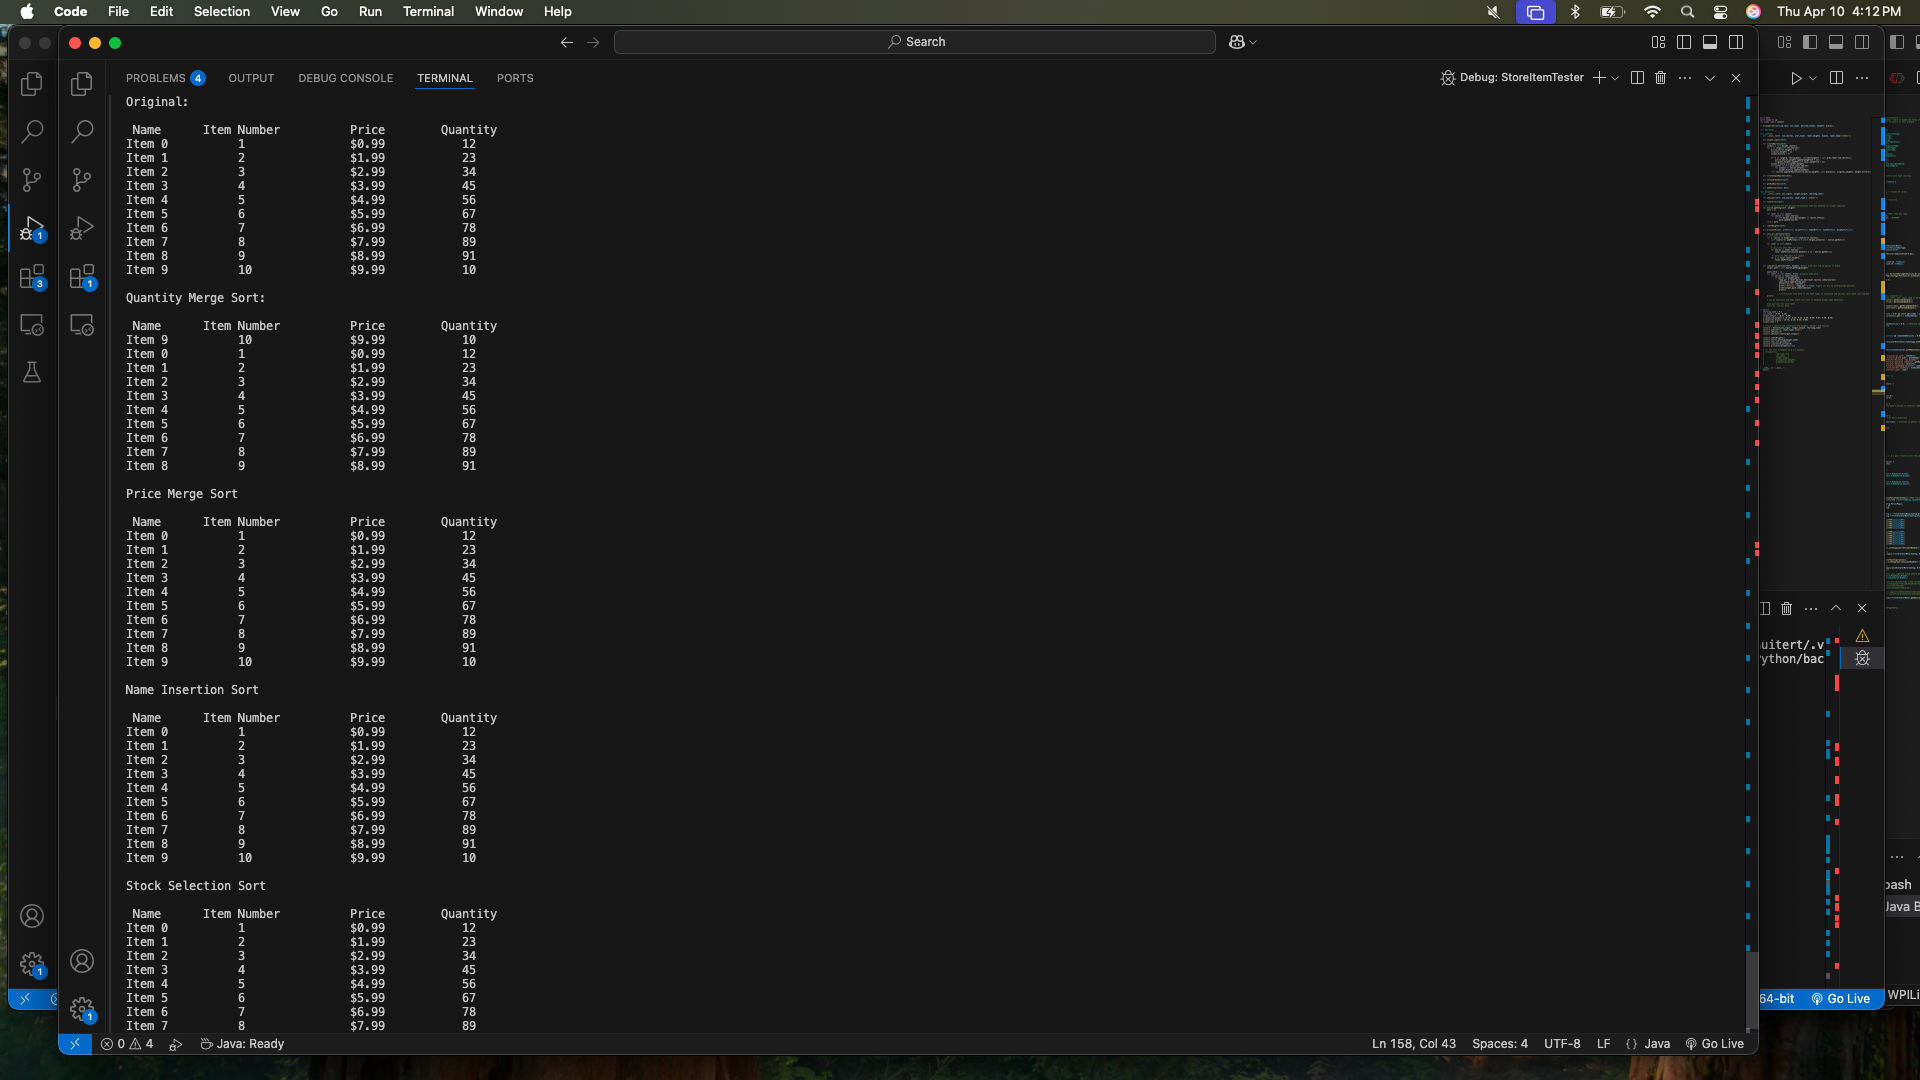 Code File Edit Selection View Go Run Terminal Window Help Thu Apr 10 4:12 PM
Search
PROBLEMS 4 OUTPUT DEBUG CONSOLE TERMINAL PORTS Debug: StoreItemTester
Original:
Name Item Number Price Quantity
Item 0 1 $0.99 12
Item 1 2 $1.99 23
Item 2 3 $2.99 34
Item 3 4 $3.99 45
Item 4 5 $4.99 56
Item 5 6 $5.99 67
Item 6 7 $6.99 78
Item 7 8 $7.99 89
Item 8 9 $8.99 91
Item 9 10 $9.99 10
Quantity Merge Sort:
Name Item Number Price Quantity
Item 9 10 $9.99 10
Item 0 1 $0.99 12
Item 1 2 $1.99 23
Item 2 3 $2.99 34
Item 3 4 $3.99 45
Item 4 5 $4.99 56
Item 5 6 $5.99 67
Item 6 7 $6.99 78
Item 7 8 $7.99 89
Item 8 9 $8.99 91
Price Merge Sort
Name Item Number Price Quantity
Item 0 1 $0.99 12
Item 1 2 $1.99 23
Item 2 3 $2.99 34
Item 3 4 $3.99 45
Item 4 5 $4.99 56
Item 5 6 $5.99 67
Item 6 7 $6.99 78
Item 7 8 $7.99 89
Item 8 9 $8.99 91
Item 9 10 $9.99 10
Name Insertion Sort
Name Item Number Price Quantity
Item 0 1 $0.99 12
Item 1 2 $1.99 23
Item 2 3 $2.99 34
Item 3 4 $3.99 45
Item 4 5 $4.99 56
Item 5 6 $5.99 67
Item 6 7 $6.99 78
Item 7 8 $7.99 89
Item 8 9 $8.99 91
Item 9 10 $9.99 10
Stock Selection Sort
Name Item Number Price Quantity
Item 0 1 $0.99 12
Item 1 2 $1.99 23
Item 2 3 $2.99 34
Item 3 4 $3.99 45
Item 4 5 $4.99 56
Item 5 6 $5.99 67
Item 6 7 $6.99 78
Item 7 8 $7.99 89
0 4 Java: Ready Ln 158, Col 43 Spaces: 4 UTF-8 LF {} Java Go Live
1
3
1
1
1
uitert/.v
ython/bac
bash
Java B
64-bit Go Live
WPILi